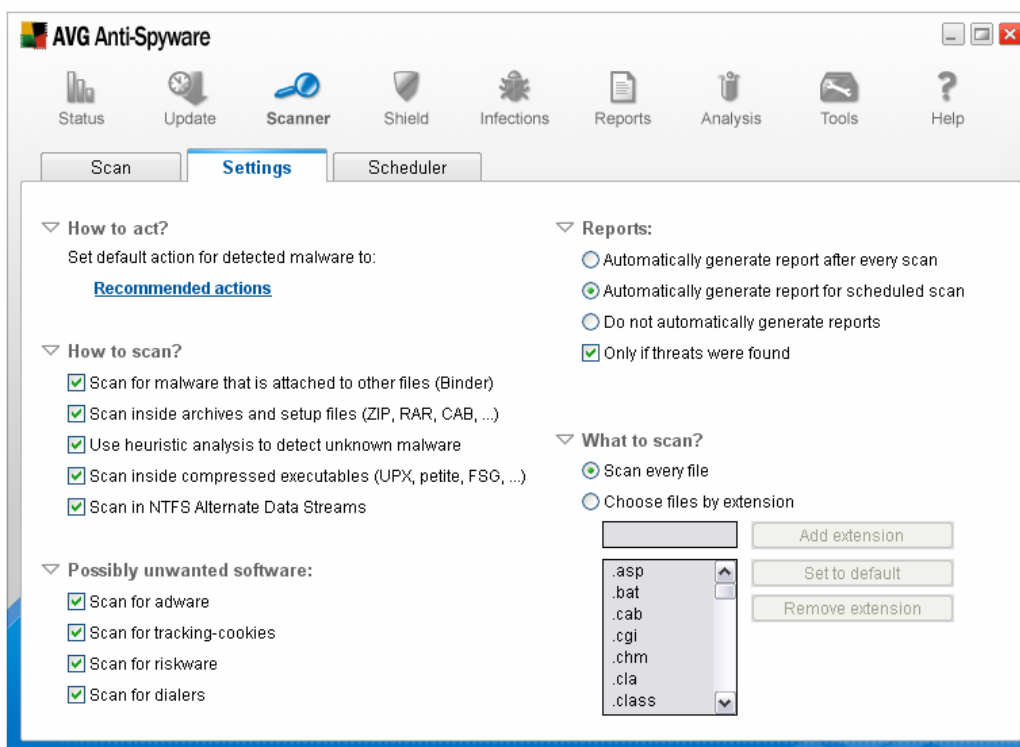 AVG Anti-Spyware
Status
Update
Scanner
Shield
Infections
Reports
Analysis
Tools
Help
Scan
Settings
Scheduler
How to act?
Set default action for detected malware to:
Recommended actions
How to scan?
Scan for malware that is attached to other files (Binder)
Scan inside archives and setup files (ZIP, RAR, CAB, ...)
Use heuristic analysis to detect unknown malware
Scan inside compressed executables (UPX, petite, FSG, ...)
Scan in NTFS Alternate Data Streams
Possibly unwanted software:
Scan for adware
Scan for tracking-cookies
Scan for riskware
Scan for dialers
Reports:
Automatically generate report after every scan
Automatically generate report for scheduled scan
Do not automatically generate reports
Only if threats were found
What to scan?
Scan every file
Choose files by extension
Add extension
Set to default
Remove extension
.asp
.bat
.cab
.cgi
.chm
.cla
.class